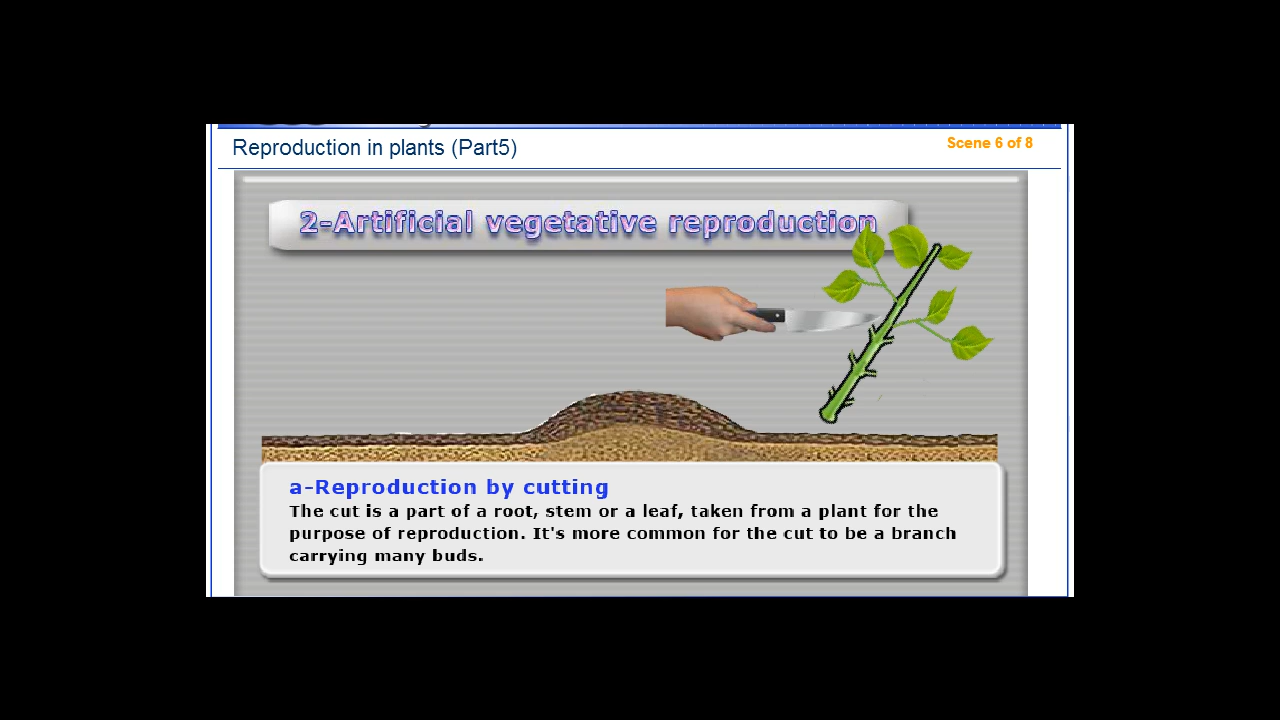 Reproduction in plants (Part5)
Scene 6 of 8
2-Artificial vegetative reproduction
a-Reproduction by cutting
The cut is a part of a root, stem or a leaf, taken from a plant for the
purpose of reproduction. It's more common for the cut to be a branch
carrying many buds.